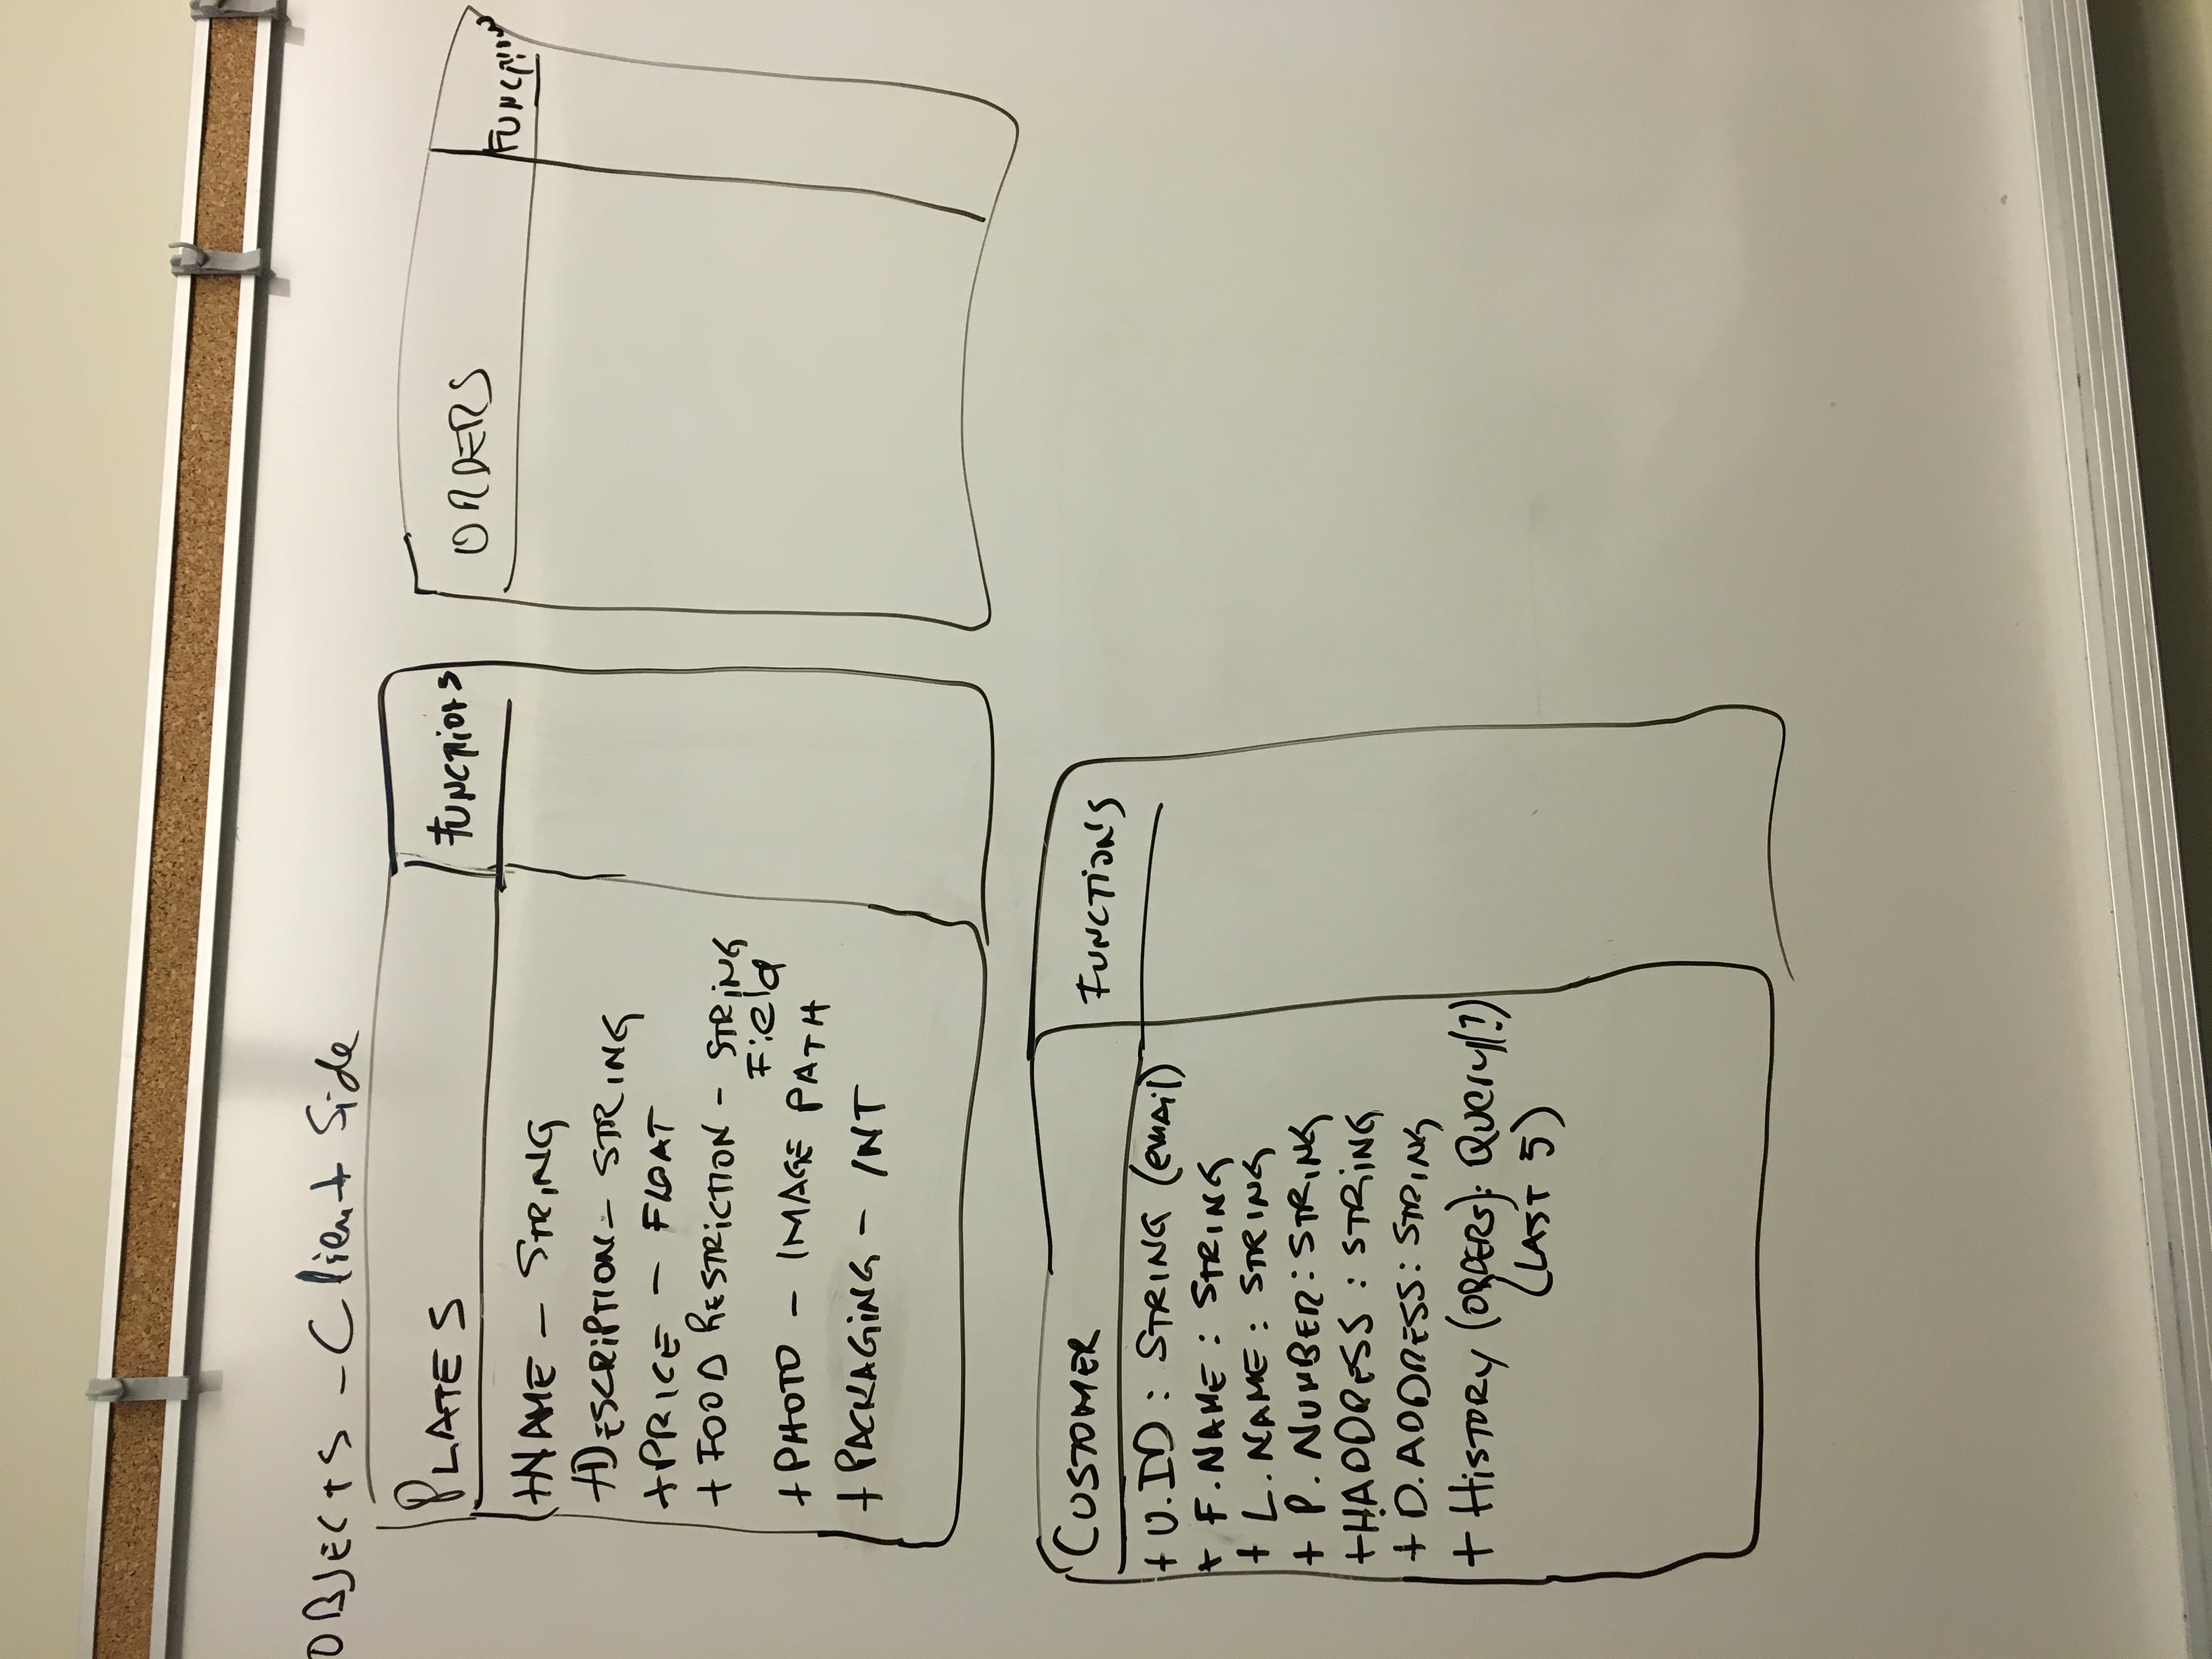 OBJECTS - Client Side
PLATES
FUNCTIONS
+NAME - STRING
+DESCRIPTION - STRING
+PRICE - FLOAT
+ FOOD RESTRICTION - STRING
Field
+ PHOTO - IMAGE PATH
+ PACKAGING - INT
ORDERS
FUNCTION
CUSTOMER
FUNCTIONS
+ U.ID : STRING (email)
+ F.NAME : STRING
+ L.NAME : STRING
+ P.NUMBER : STRING
+ H.ADDRESS : STRING
+ D.ADDRESS : STRING
+ HISTORY (ORDERS): QUERY(?)
(LAST 5)